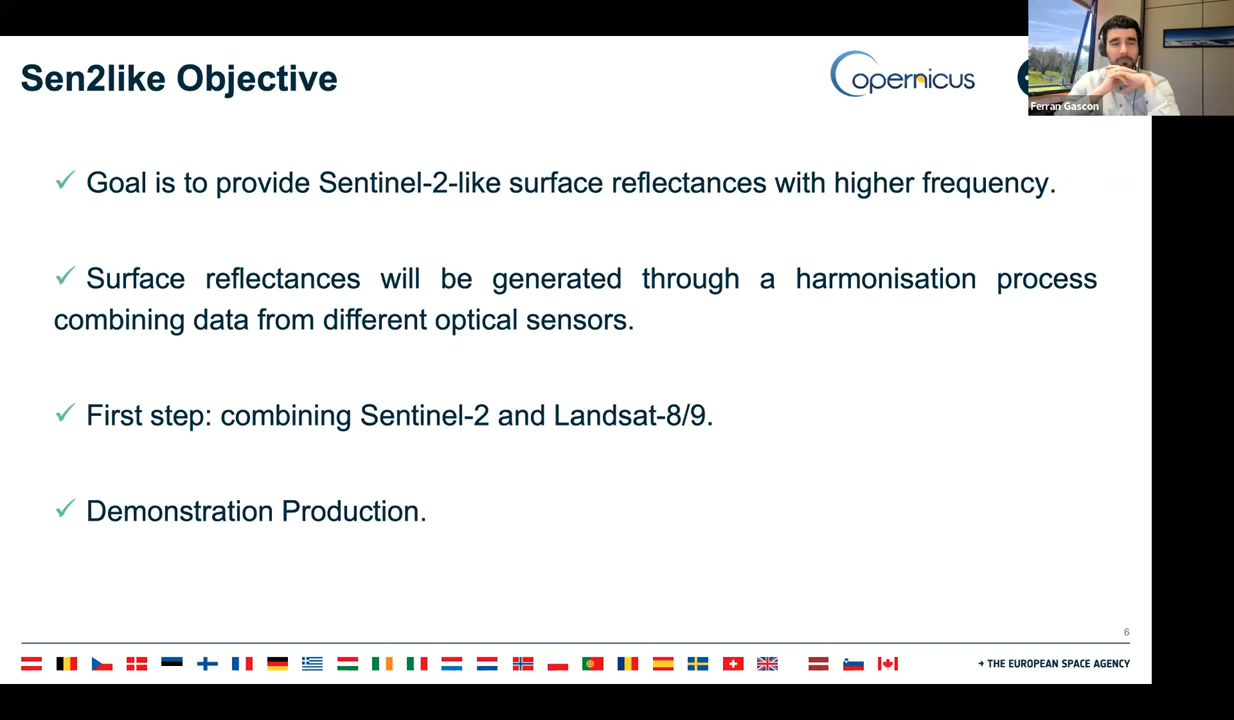 Sen2like Objective
Copernicus
Ferran Gascon
✓ Goal is to provide Sentinel-2-like surface reflectances with higher frequency.
✓ Surface reflectances will be generated through a harmonisation process
combining data from different optical sensors.
✓ First step: combining Sentinel-2 and Landsat-8/9.
✓ Demonstration Production.
6
→ THE EUROPEAN SPACE AGENCY